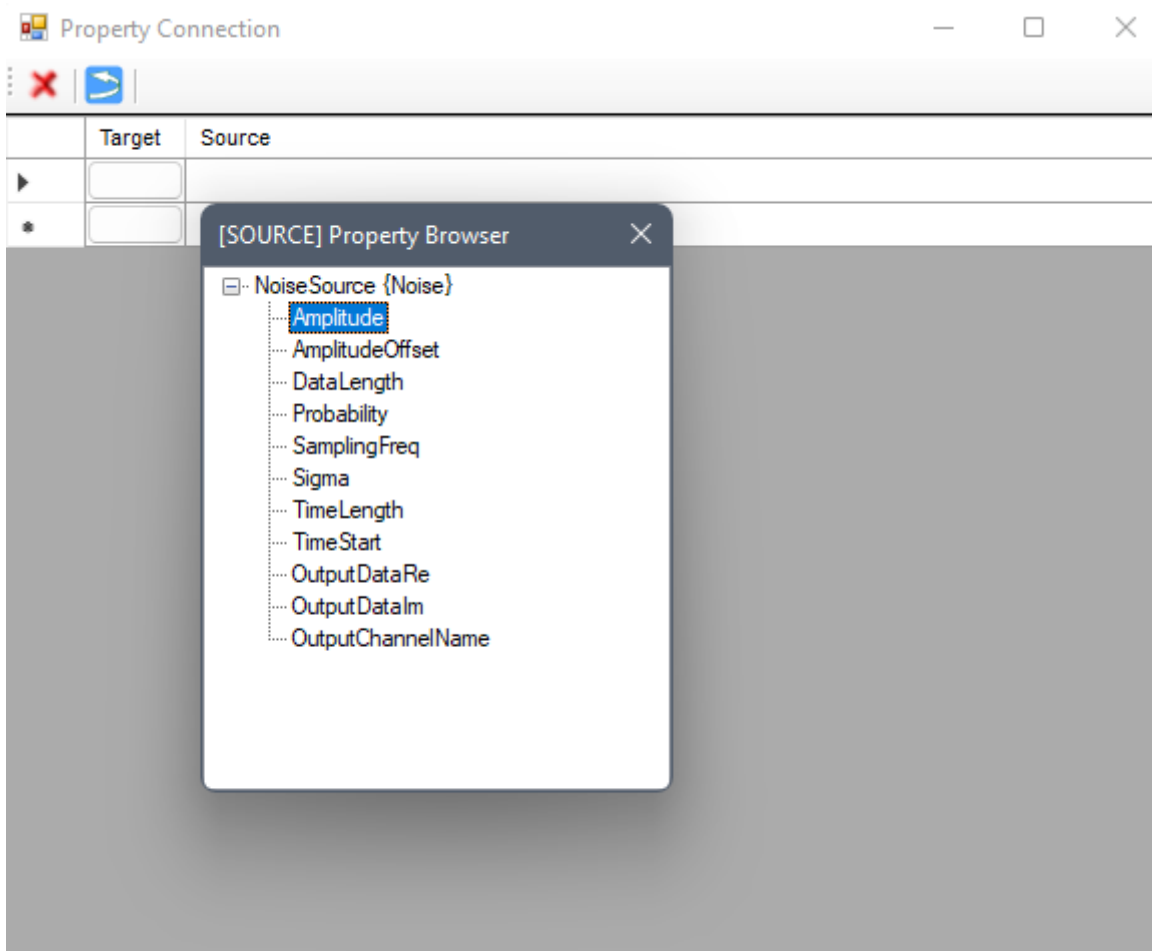 Property Connection
Target Source
[SOURCE] Property Browser
NoiseSource {Noise}
Amplitude
AmplitudeOffset
DataLength
Probability
SamplingFreq
Sigma
TimeLength
TimeStart
OutputDataRe
OutputDataIm
OutputChannelName